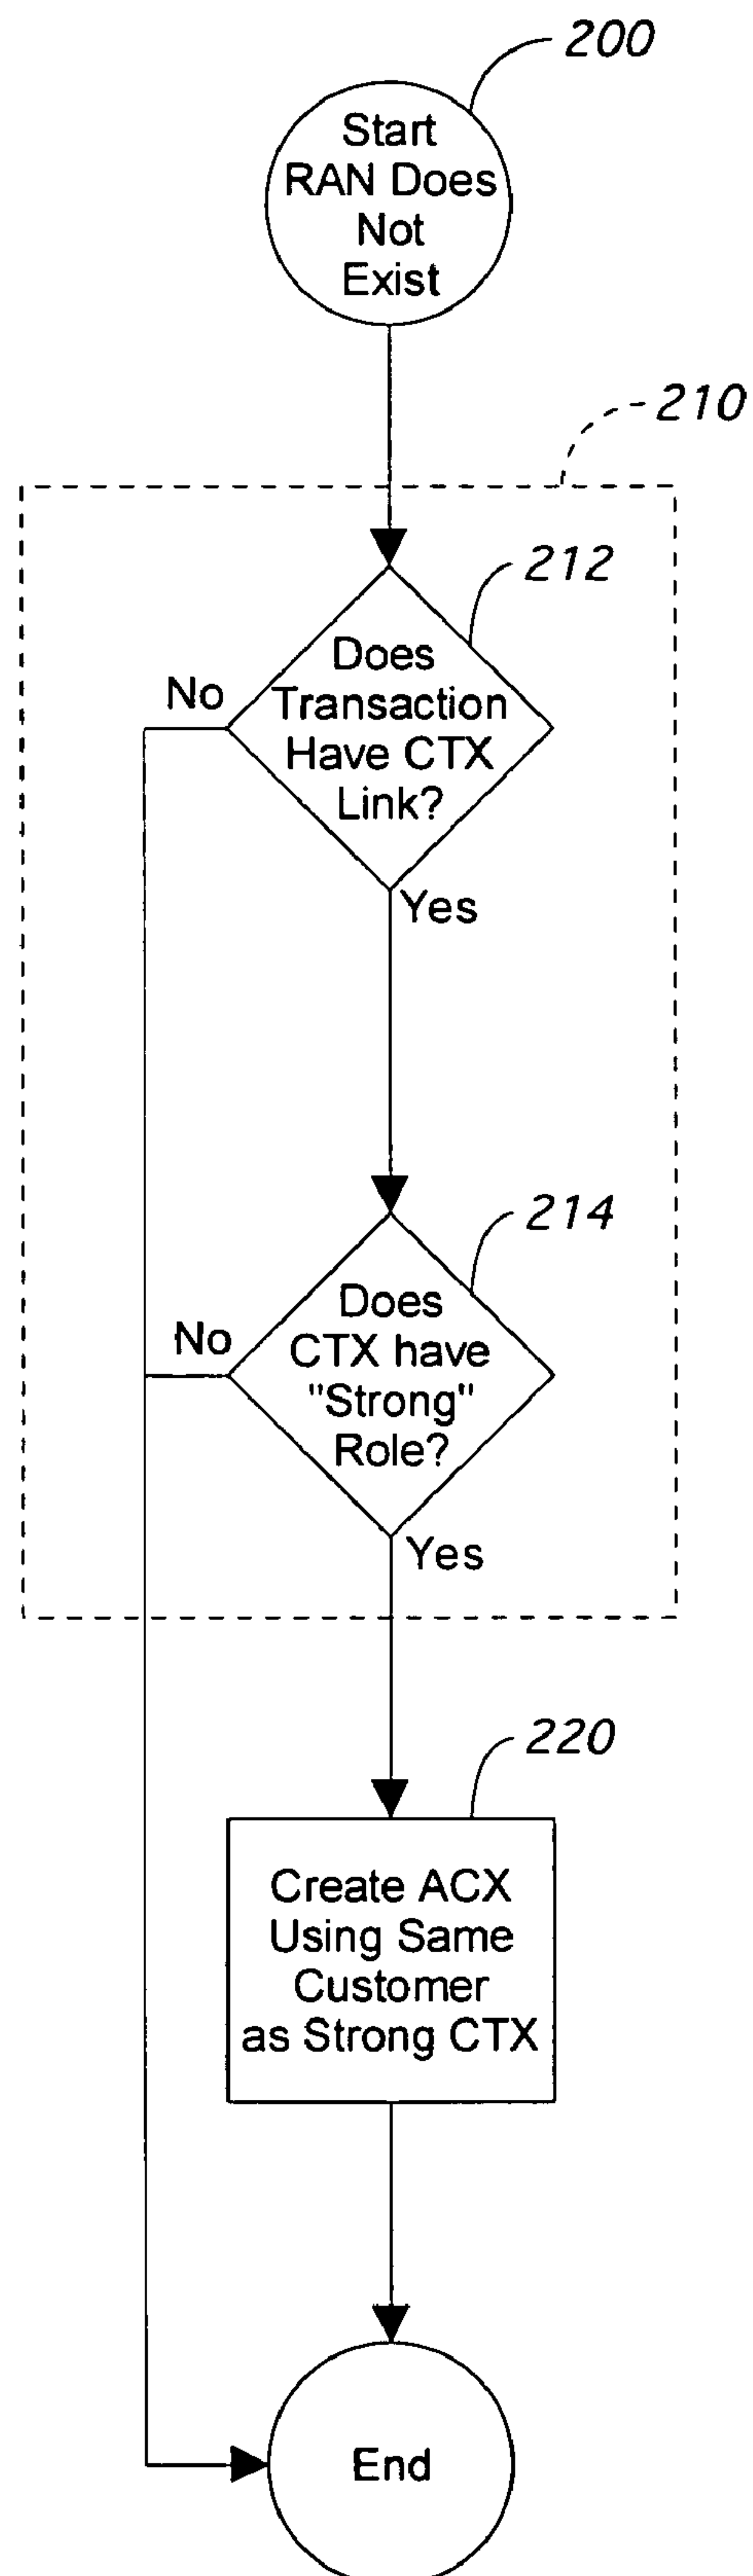 200
Start
RAN Does
Not
Exist
210
212
Does
Transaction
Have CTX
Link?
No
Yes
214
Does
CTX have
"Strong"
Role?
No
Yes
220
Create ACX
Using Same
Customer
as Strong CTX
End